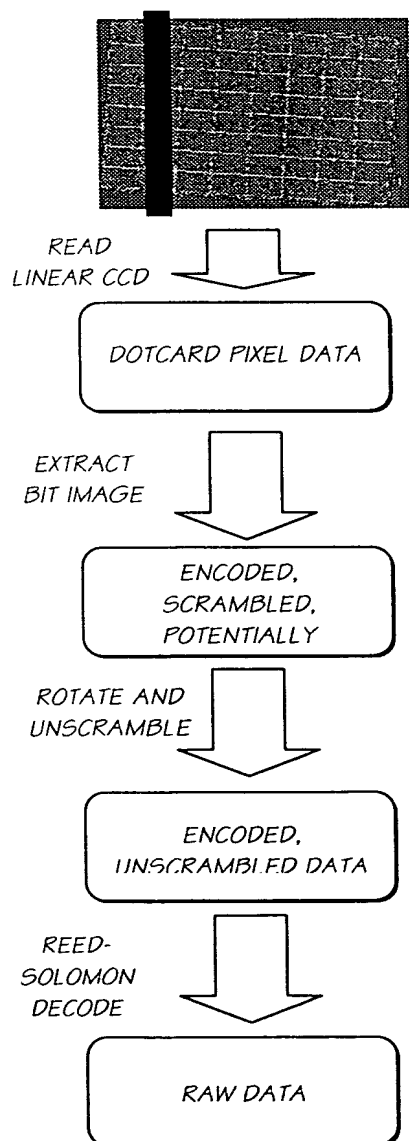 READ
LINEAR CCD
DOTCARD PIXEL DATA
EXTRACT
BIT IMAGE
ENCODED,
SCRAMBLED,
POTENTIALLY
ROTATE AND
UNSCRAMBLE
ENCODED,
UNSCRAMBLED DATA
REED-
SOLOMON
DECODE
RAW DATA